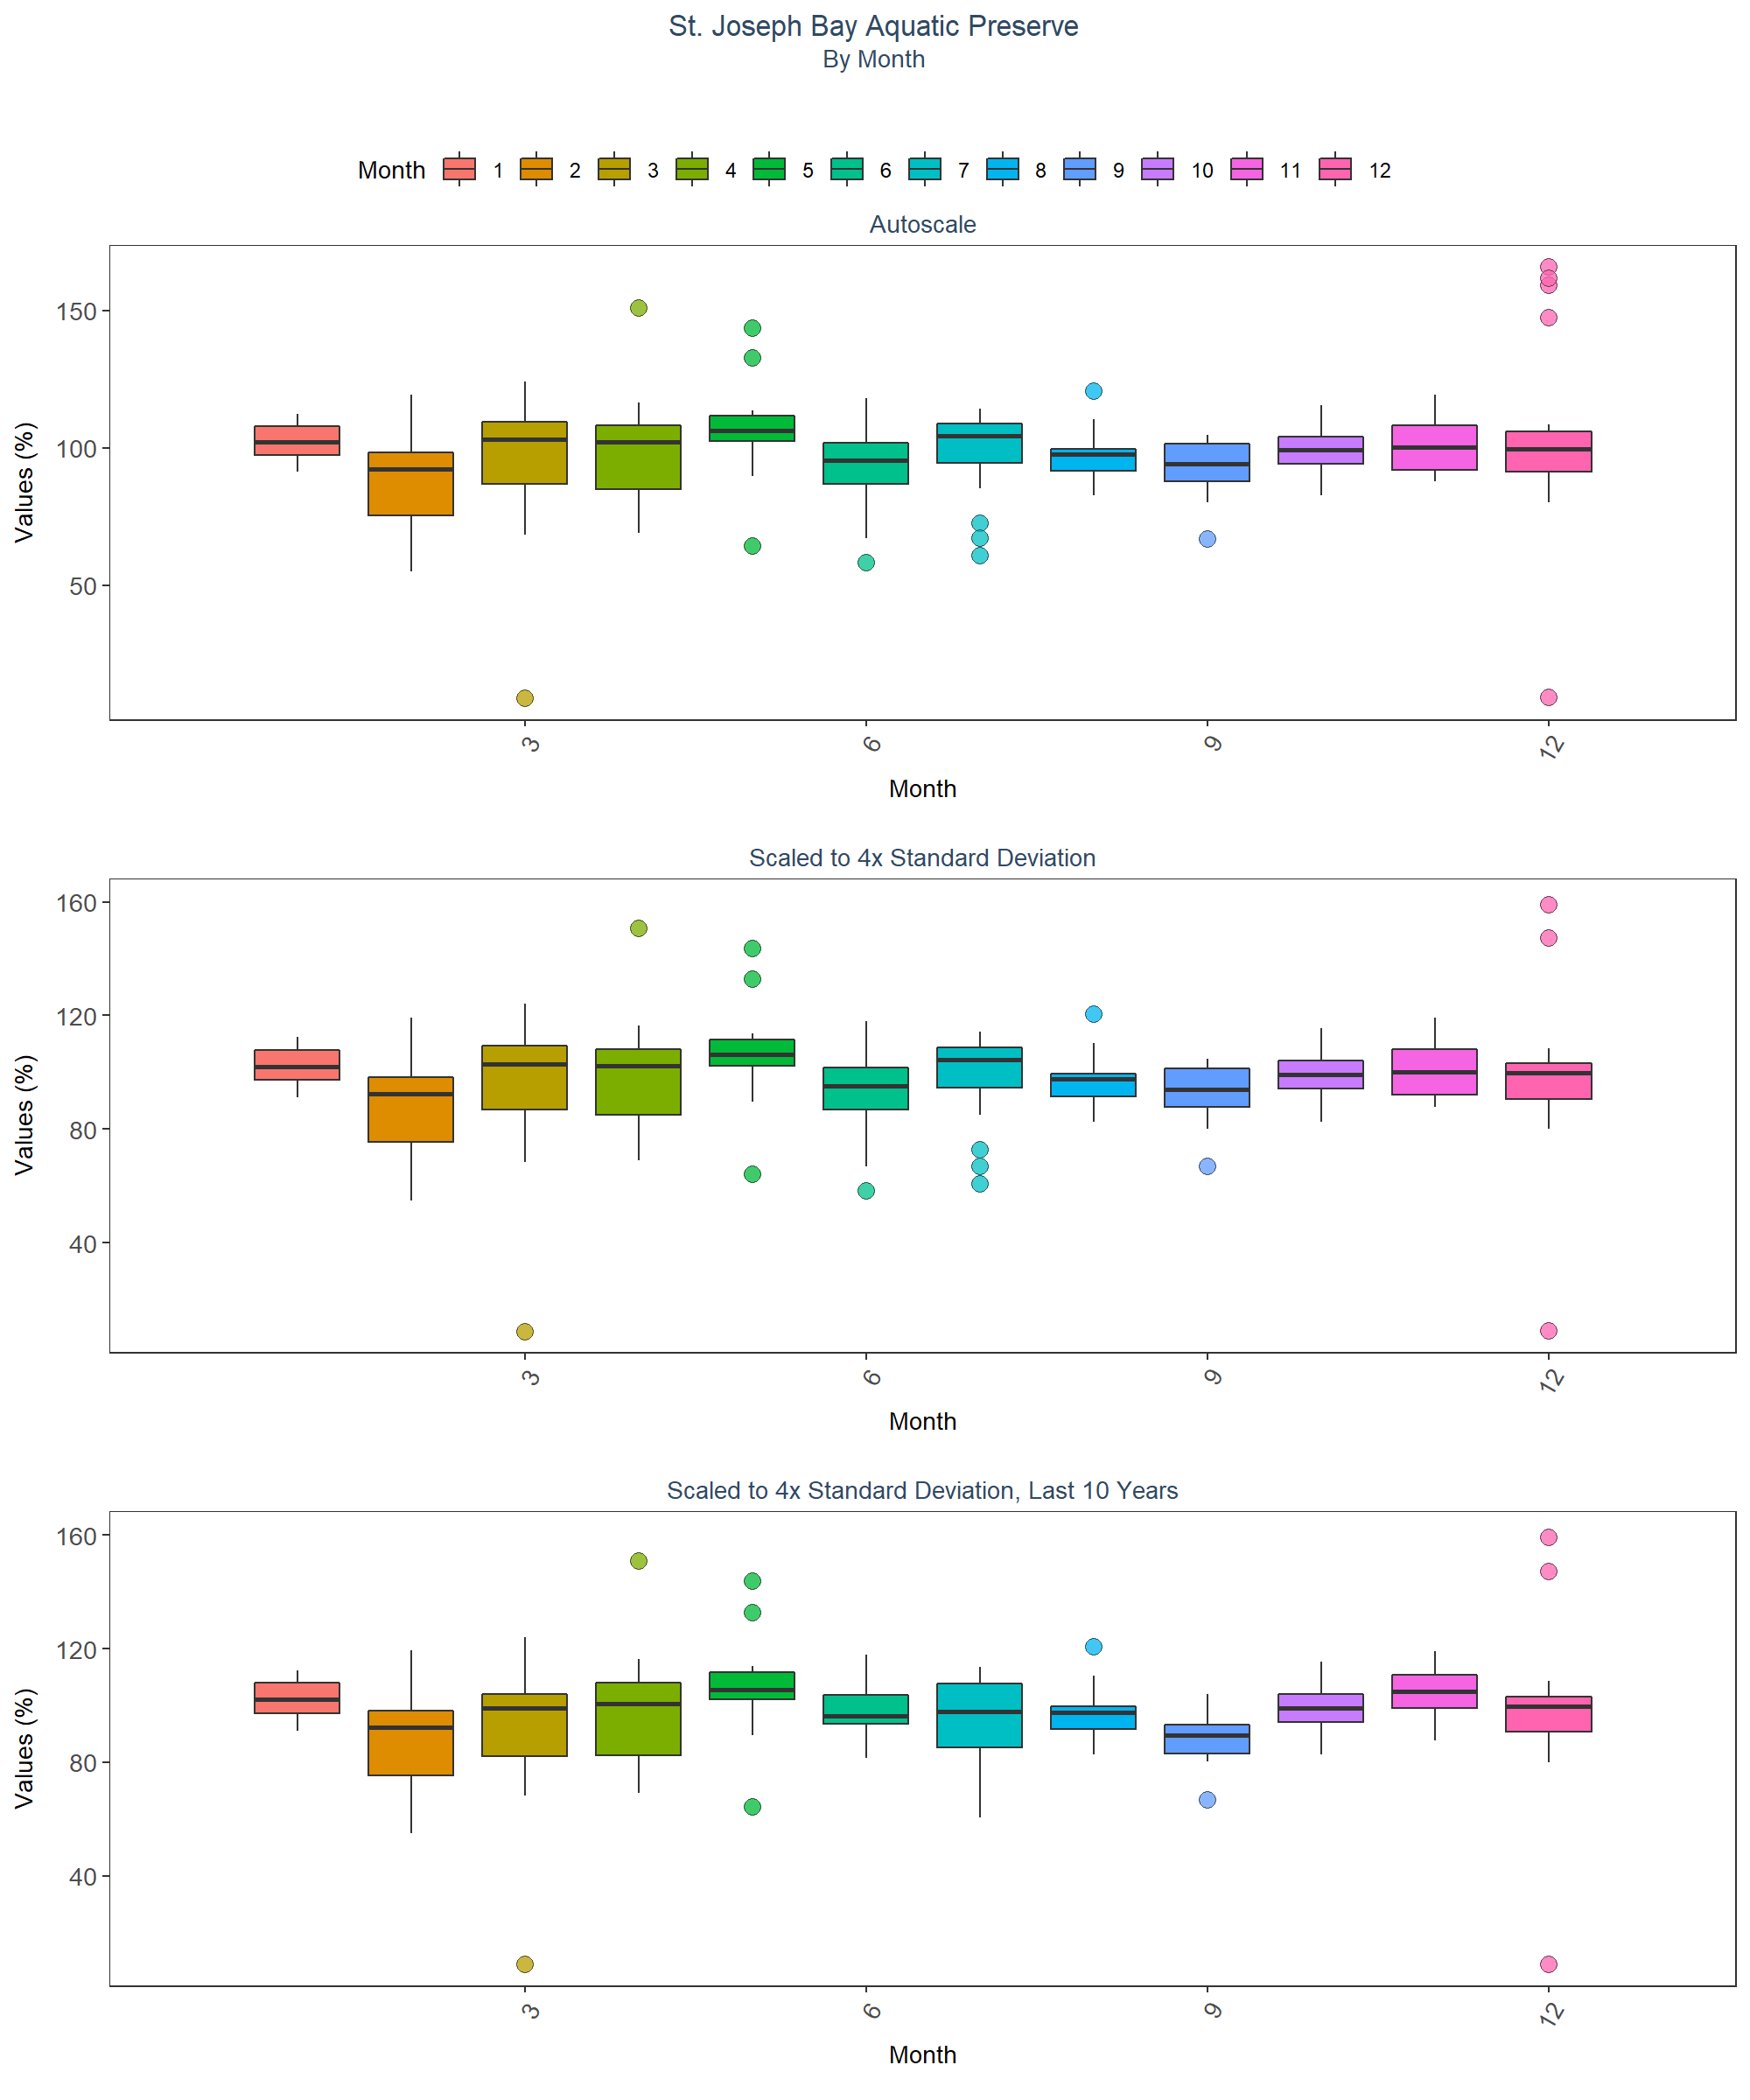 St. Joseph Bay Aquatic Preserve
By Month
Month 1 2 3 4 5 6 7 8 9 10 11 12
Autoscale
Values (%)
150
100
50
3 6 9 12
Month
Scaled to 4x Standard Deviation
Values (%)
160
120
80
40
3 6 9 12
Month
Scaled to 4x Standard Deviation, Last 10 Years
Values (%)
160
120
80
40
3 6 9 12
Month